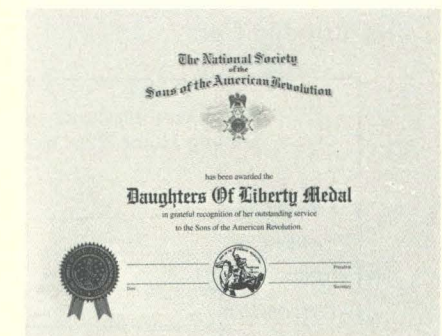 The National Society
of the
Sons of the American Revolution
has been awarded the
Daughters Of Liberty Medal
in grateful recognition of her outstanding service
to the Sons of the American Revolution.
President
Date
Secretary